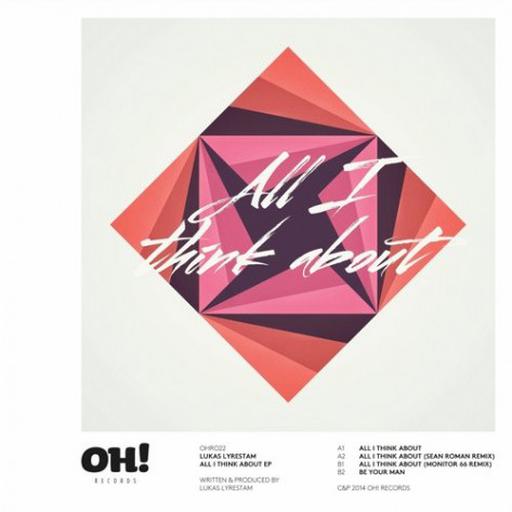 All I
think about
OH!
RECORDS
OHR022
LUKAS LYRESTAM
ALL I THINK ABOUT EP
WRITTEN & PRODUCED BY
LUKAS LYRESTAM
A1 ALL I THINK ABOUT
A2 ALL I THINK ABOUT (SEAN ROMAN REMIX)
B1 ALL I THINK ABOUT (MONITOR 66 REMIX)
B2 BE YOUR MAN
C&P 2014 OH! RECORDS